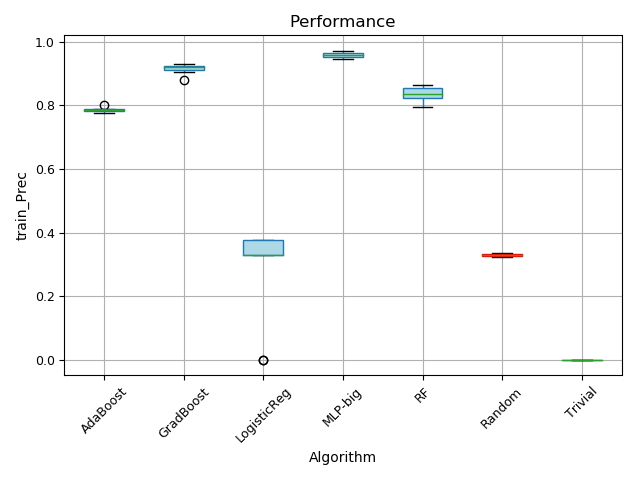 Performance
train_Prec
1.0
0.8
0.6
0.4
0.2
0.0
AdaBoost
GradBoost
LogisticReg
MLP-big
RF
Random
Trivial
Algorithm